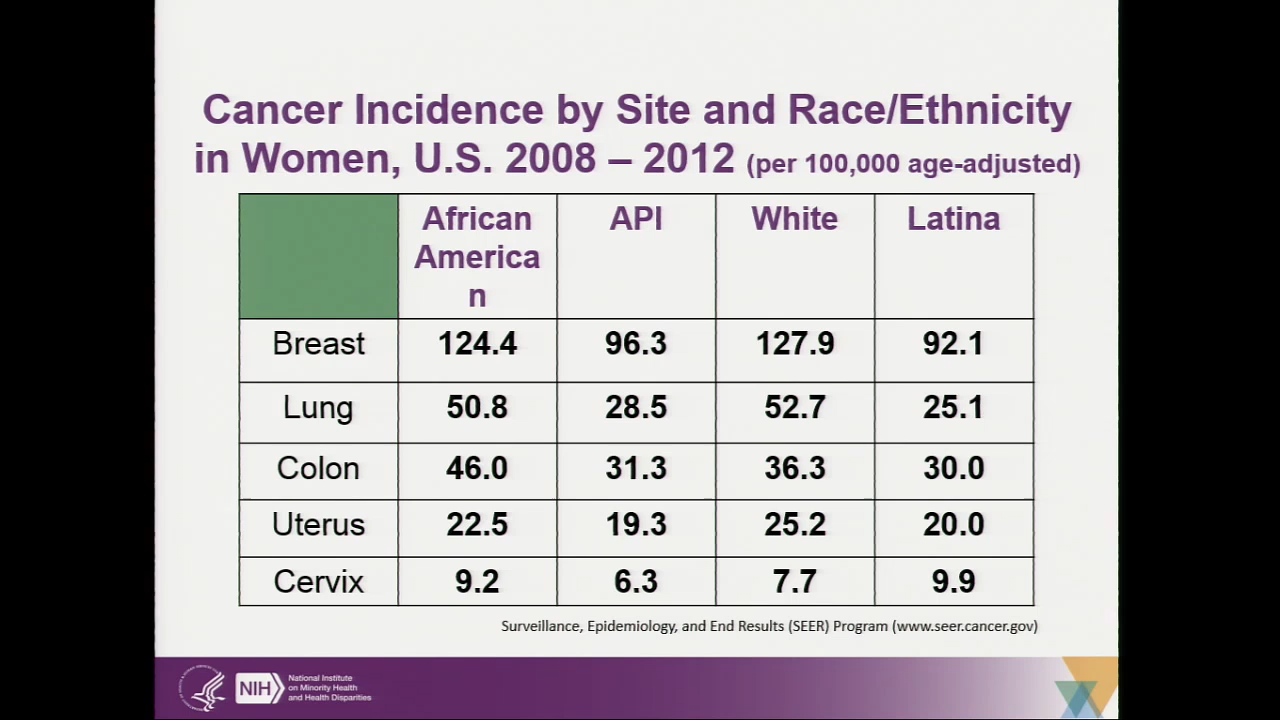 Cancer Incidence by Site and Race/Ethnicity
in Women, U.S. 2008 – 2012 (per 100,000 age-adjusted)
African
America
n
API
White
Latina
Breast 124.4 96.3 127.9 92.1
Lung 50.8 28.5 52.7 25.1
Colon 46.0 31.3 36.3 30.0
Uterus 22.5 19.3 25.2 20.0
Cervix 9.2 6.3 7.7 9.9
Surveillance, Epidemiology, and End Results (SEER) Program (www.seer.cancer.gov)
NIH
National Institute
on Minority Health
and Health Disparities